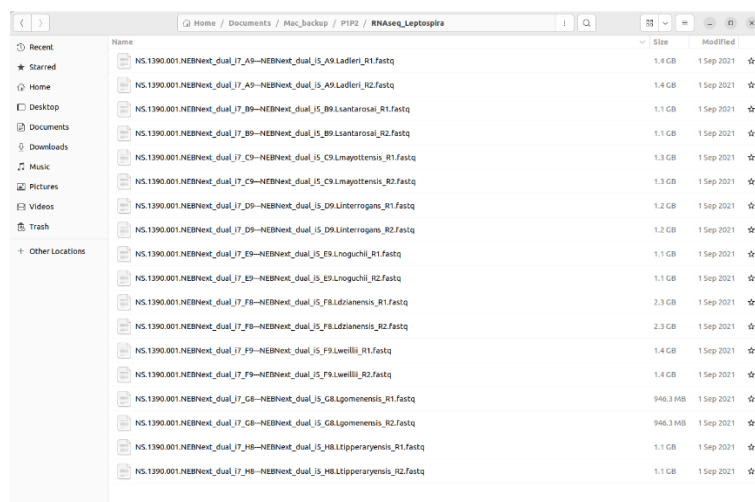 Home / Documents / Mac_backup / P1P2 / RNAseq_Leptospira
Recent
Starred
Home
Desktop
Documents
Downloads
Music
Pictures
Videos
Trash
+ Other Locations
Name Size Modified
NS.1390.001.NEBNext_dual_i7_A9---NEBNext_dual_i5_A9.Ladleri_R1.fastq 1.4 GB 1 Sep 2021
NS.1390.001.NEBNext_dual_i7_A9---NEBNext_dual_i5_A9.Ladleri_R2.fastq 1.4 GB 1 Sep 2021
NS.1390.001.NEBNext_dual_i7_B9---NEBNext_dual_i5_B9.Lsantarosai_R1.fastq 1.1 GB 1 Sep 2021
NS.1390.001.NEBNext_dual_i7_B9---NEBNext_dual_i5_B9.Lsantarosai_R2.fastq 1.1 GB 1 Sep 2021
NS.1390.001.NEBNext_dual_i7_C9---NEBNext_dual_i5_C9.Lmayottensis_R1.fastq 1.3 GB 1 Sep 2021
NS.1390.001.NEBNext_dual_i7_C9---NEBNext_dual_i5_C9.Lmayottensis_R2.fastq 1.3 GB 1 Sep 2021
NS.1390.001.NEBNext_dual_i7_D9---NEBNext_dual_i5_D9.Linterrogans_R1.fastq 1.2 GB 1 Sep 2021
NS.1390.001.NEBNext_dual_i7_D9---NEBNext_dual_i5_D9.Linterrogans_R2.fastq 1.2 GB 1 Sep 2021
NS.1390.001.NEBNext_dual_i7_E9---NEBNext_dual_i5_E9.Lnoguchii_R1.fastq 1.1 GB 1 Sep 2021
NS.1390.001.NEBNext_dual_i7_E9---NEBNext_dual_i5_E9.Lnoguchii_R2.fastq 1.1 GB 1 Sep 2021
NS.1390.001.NEBNext_dual_i7_F8---NEBNext_dual_i5_F8.Ldzianensis_R1.fastq 2.3 GB 1 Sep 2021
NS.1390.001.NEBNext_dual_i7_F8---NEBNext_dual_i5_F8.Ldzianensis_R2.fastq 2.3 GB 1 Sep 2021
NS.1390.001.NEBNext_dual_i7_F9---NEBNext_dual_i5_F9.Lweillii_R1.fastq 1.4 GB 1 Sep 2021
NS.1390.001.NEBNext_dual_i7_F9---NEBNext_dual_i5_F9.Lweillii_R2.fastq 1.4 GB 1 Sep 2021
NS.1390.001.NEBNext_dual_i7_G8---NEBNext_dual_i5_G8.Lgomenensis_R1.fastq 946.3 MB 1 Sep 2021
NS.1390.001.NEBNext_dual_i7_G8---NEBNext_dual_i5_G8.Lgomenensis_R2.fastq 946.3 MB 1 Sep 2021
NS.1390.001.NEBNext_dual_i7_H8---NEBNext_dual_i5_H8.Ltipperaryensis_R1.fastq 1.1 GB 1 Sep 2021
NS.1390.001.NEBNext_dual_i7_H8---NEBNext_dual_i5_H8.Ltipperaryensis_R2.fastq 1.1 GB 1 Sep 2021